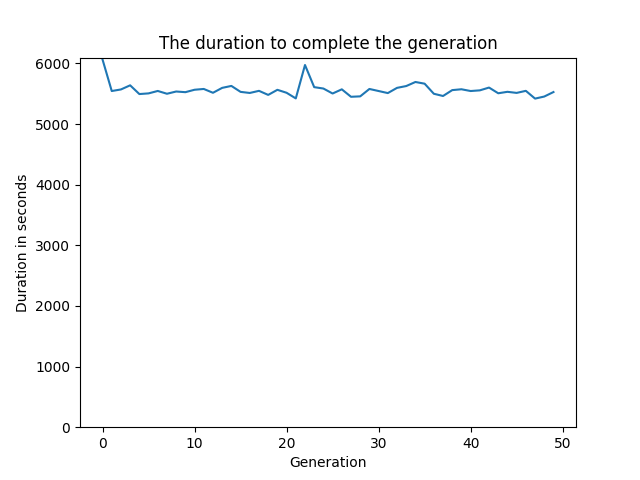 The duration to complete the generation
6000
5000
4000
3000
2000
1000
0
Duration in seconds
0 10 20 30 40 50
Generation